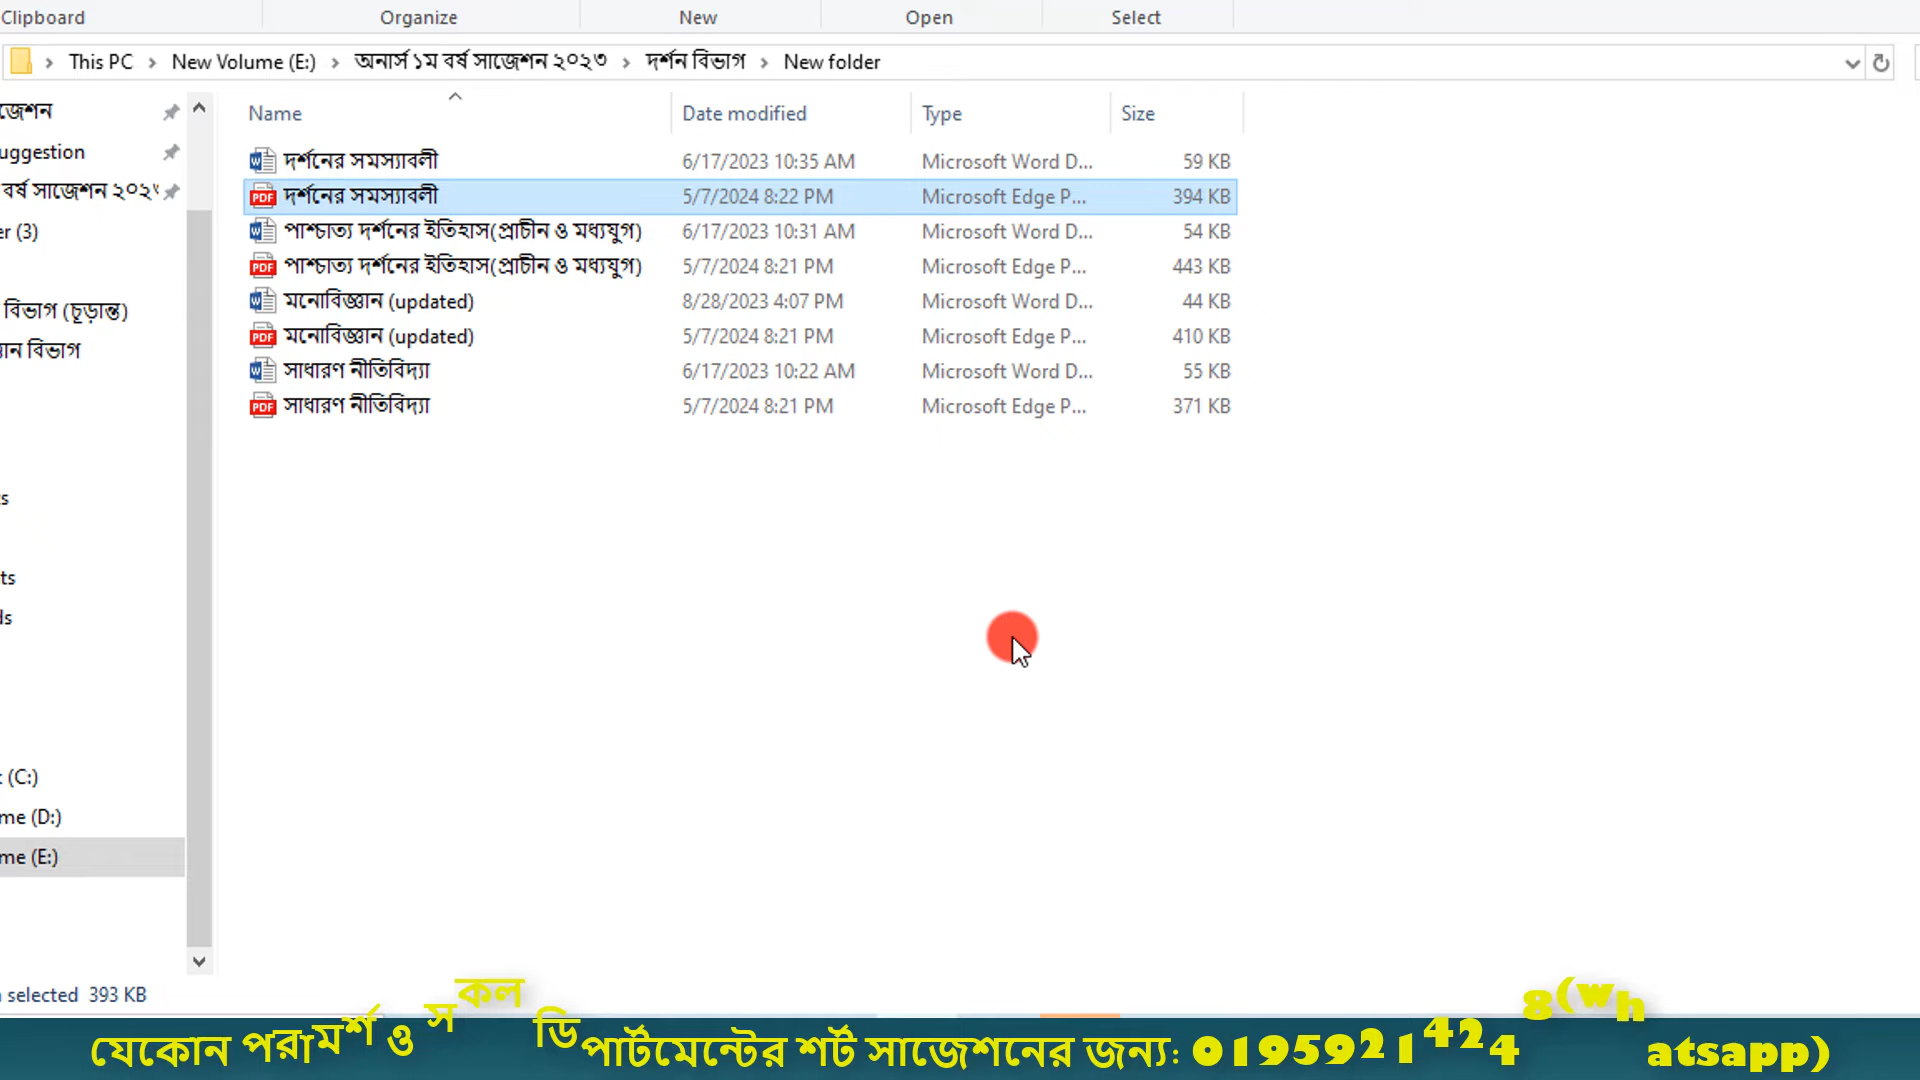 Clipboard Organize New Open Select
This PC New Volume (E:) অনার্স ১ম বর্ষ সাজেশন ২০২৩ দর্শন বিভাগ New folder
Name Date modified Type Size
দর্শনের সমস্যাবলী 6/17/2023 10:35 AM Microsoft Word D... 59 KB
PDF দর্শনের সমস্যাবলী 5/7/2024 8:22 PM Microsoft Edge P... 394 KB
পাশ্চাত্য দর্শনের ইতিহাস(প্রাচীন ও মধ্যযুগ) 6/17/2023 10:31 AM Microsoft Word D... 54 KB
PDF পাশ্চাত্য দর্শনের ইতিহাস(প্রাচীন ও মধ্যযুগ) 5/7/2024 8:21 PM Microsoft Edge P... 443 KB
মনোবিজ্ঞান (updated) 8/28/2023 4:07 PM Microsoft Word D... 44 KB
PDF মনোবিজ্ঞান (updated) 5/7/2024 8:21 PM Microsoft Edge P... 410 KB
সাধারণ নীতিবিদ্যা 6/17/2023 10:22 AM Microsoft Word D... 55 KB
PDF সাধারণ নীতিবিদ্যা 5/7/2024 8:21 PM Microsoft Edge P... 371 KB
জেশন
uggestion
বর্ষ সাজেশন ২০২
er (3)
বিভাগ (চূড়ান্ত)
ান বিভাগ
s
ts
ds
(C:)
me (D:)
me (E:)
selected 393 KB
যেকোন পরামর্শ ও সকল ডিপার্টমেন্টের শর্ট সাজেশনের জন্য: 01959214248(whatsapp)